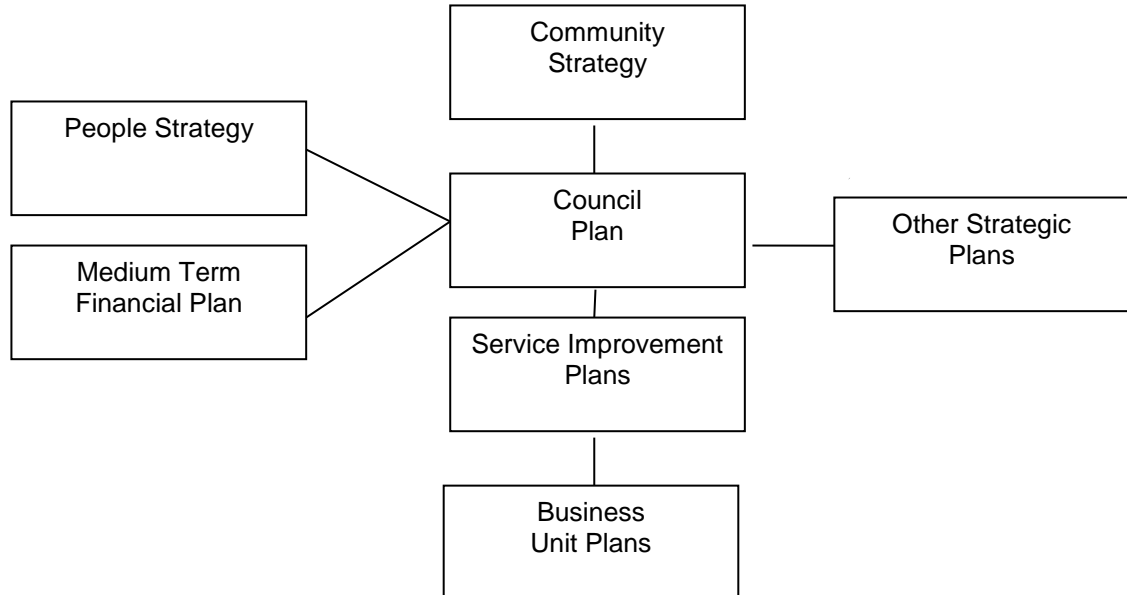 Community
Strategy
People Strategy
Council
Plan
Other Strategic
Plans
Medium Term
Financial Plan
Service Improvement
Plans
Business
Unit Plans